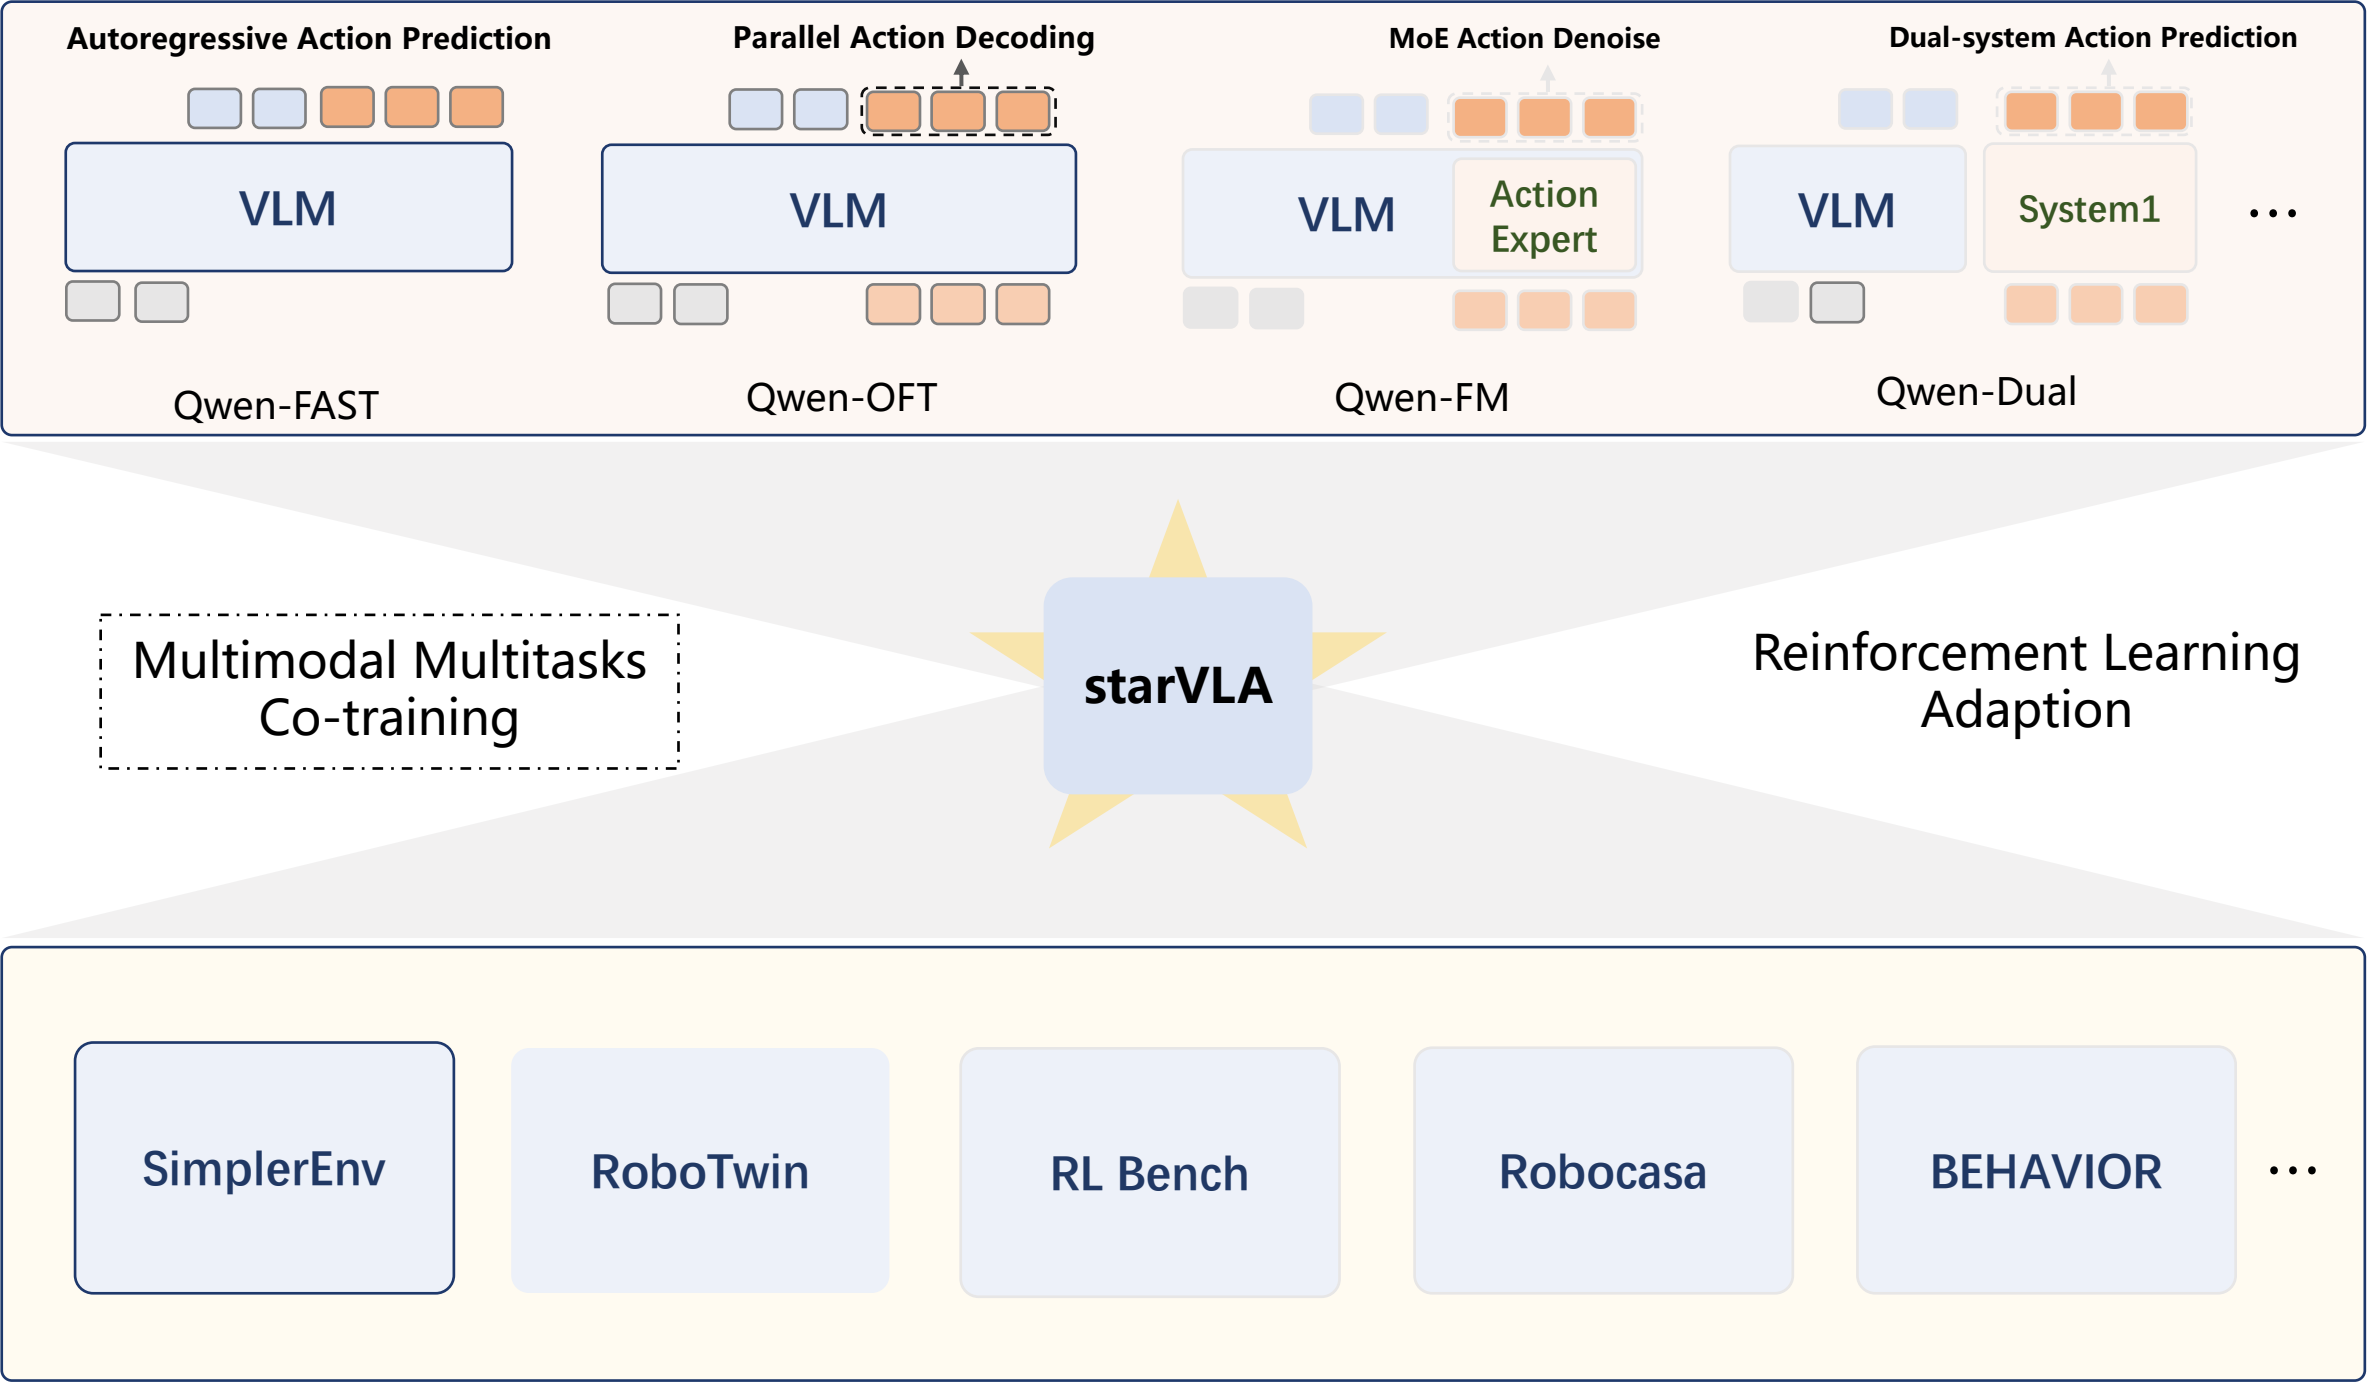 Autoregressive Action Prediction
Parallel Action Decoding
MoE Action Denoise
Dual-system Action Prediction
VLM
VLM
VLM
Action
Expert
VLM
System1
...
Qwen-FAST
Qwen-OFT
Qwen-FM
Qwen-Dual
Multimodal Multitasks
Co-training
starVLA
Reinforcement Learning
Adaption
SimplerEnv
RoboTwin
RL Bench
Robocasa
BEHAVIOR
...